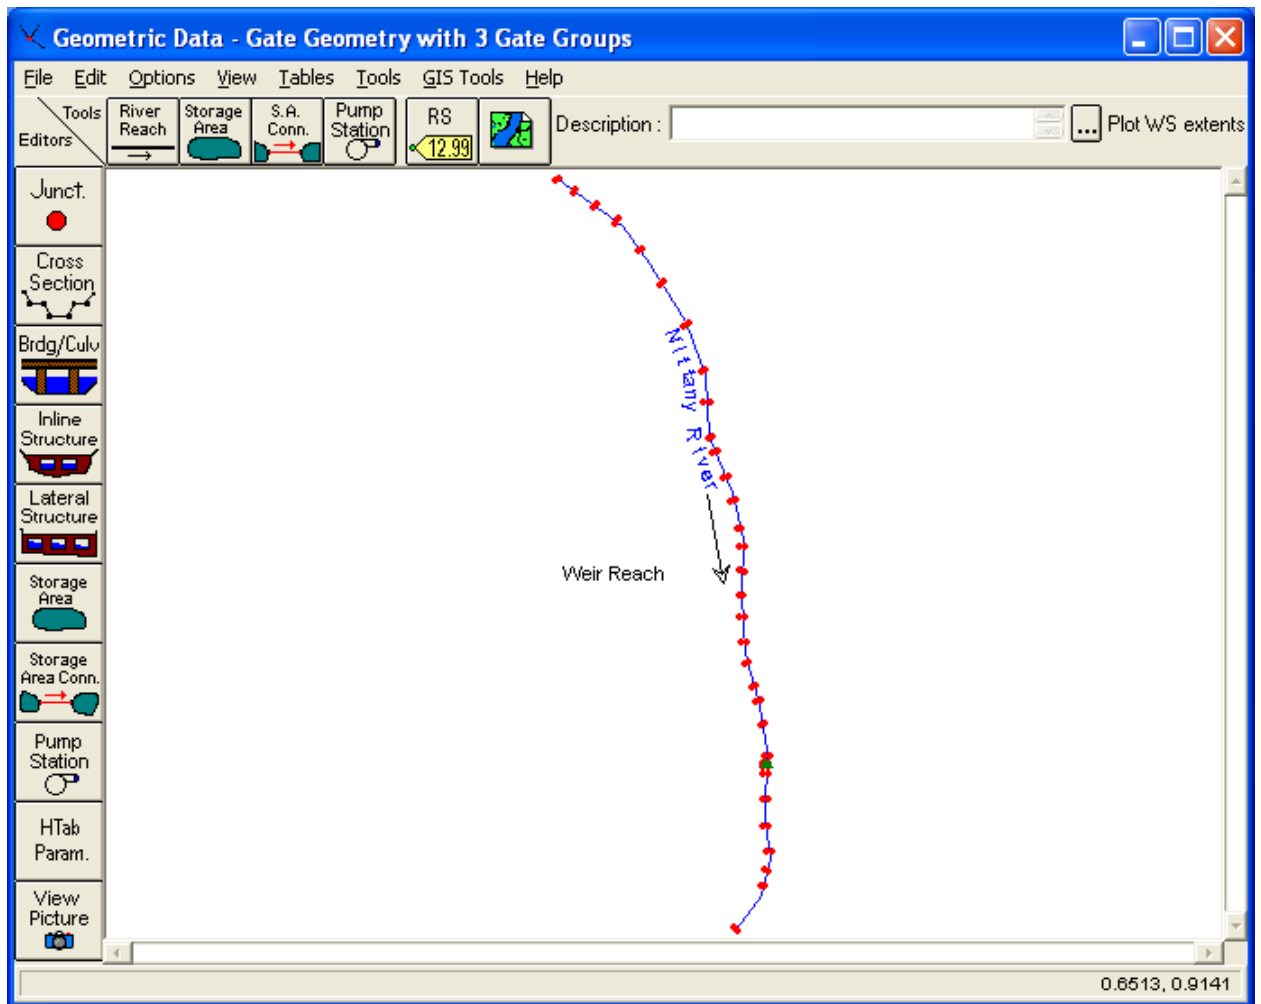 Geometric Data - Gate Geometry with 3 Gate Groups
File Edit Options View Tables Tools GIS Tools Help
Tools
Editors
River
Reach
Storage
Area
S.A.
Conn.
Pump
Station
RS
12.99
Description :
...
Plot WS extents
Junct.
Cross
Section
Brdg/Culv
Inline
Structure
Lateral
Structure
Storage
Area
Storage
Area Conn.
Pump
Station
HTab
Param.
View
Picture
Nittany River
Weir Reach
0.6513, 0.9141